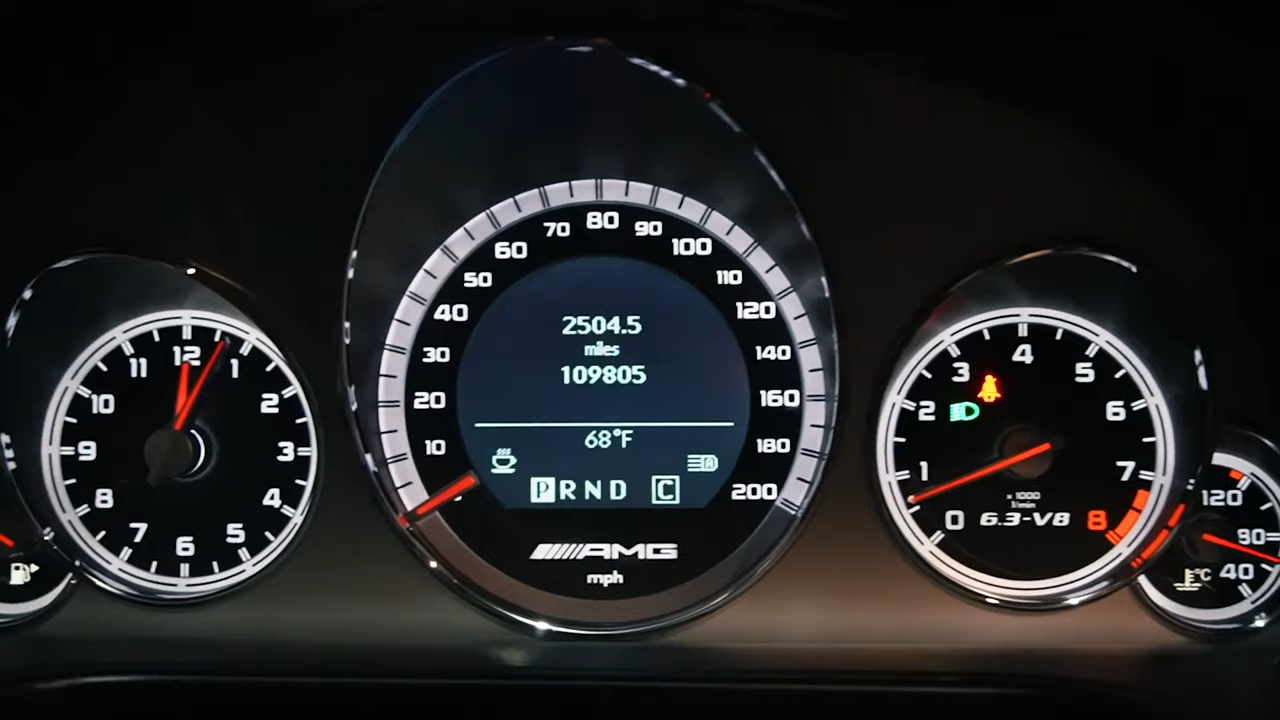 11 12 1
10 2
9 3
8 4
7 6 5
70 80 90
60 100
50 110
40 120
30 140
20 160
10 180
200
2504.5
miles
109805
68°F
A
P R N D C
AMG
mph
3 4 5
2 6
1 7
0 8
x 1000
1/min
6.3-V8
120
90
40
°C